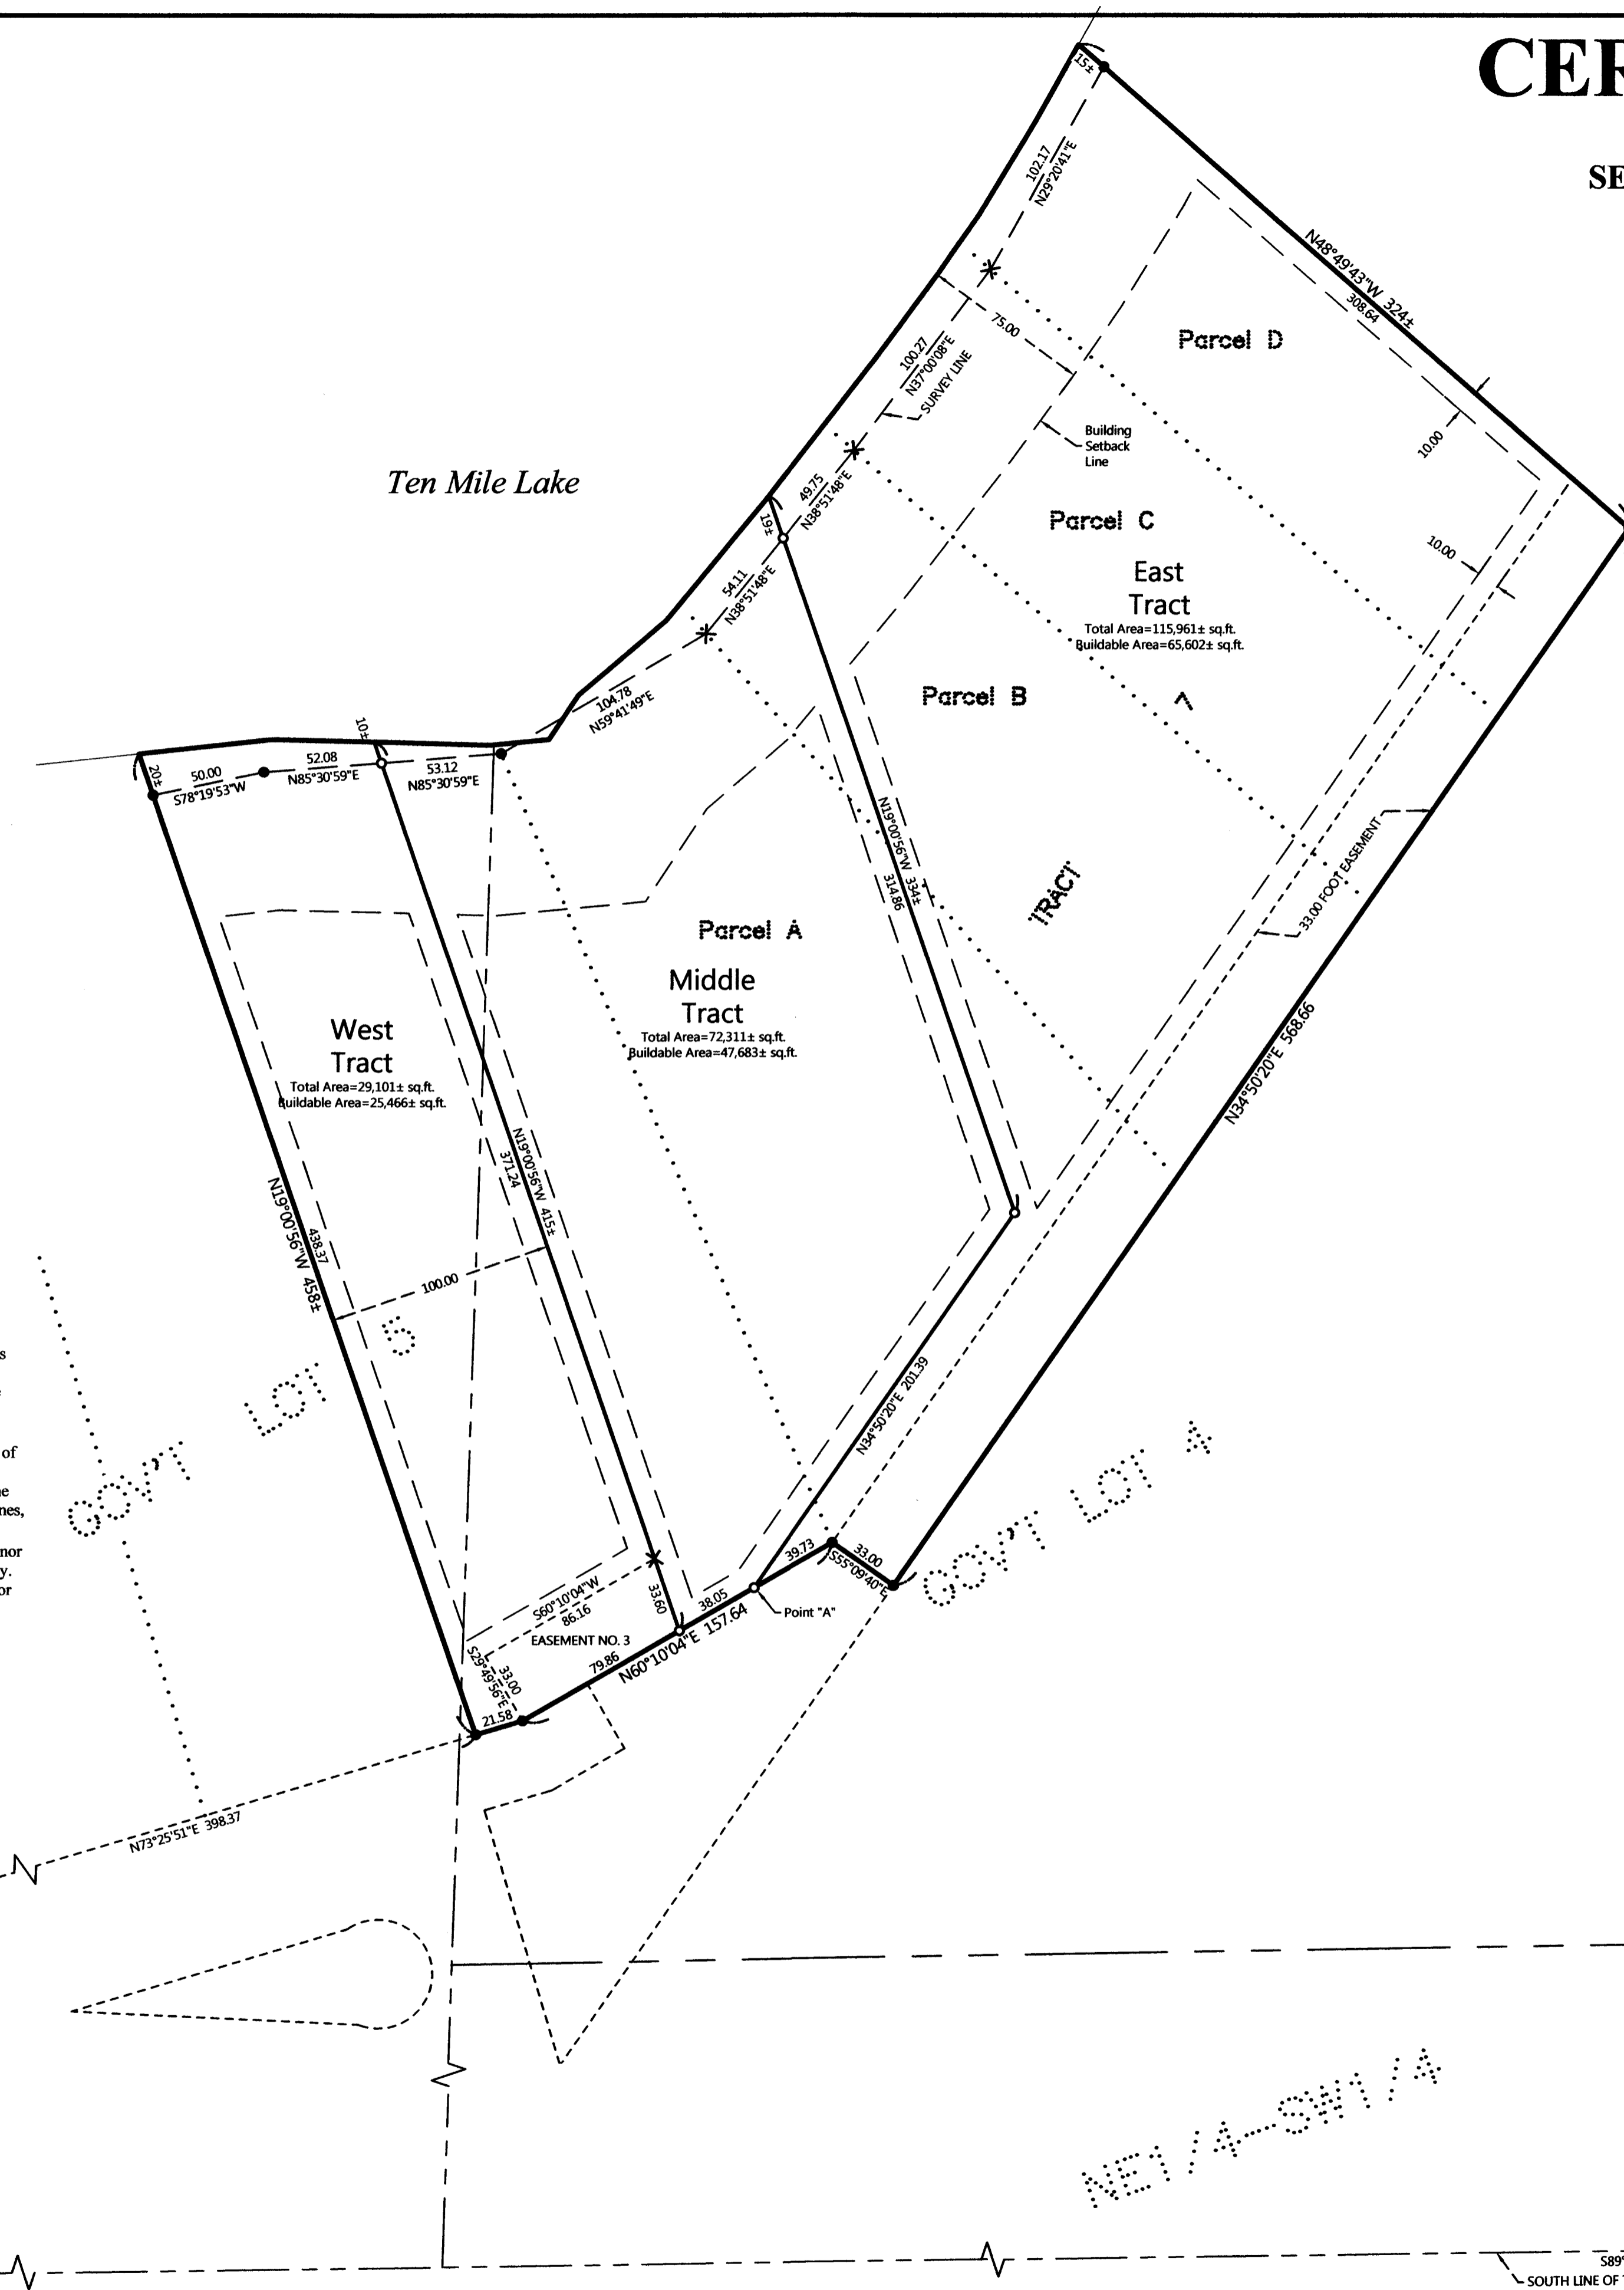 CER
SE
15±
102.17
N29°20'41"E
N48°49'43"W 324±
308.64
75.00
100.27
N37°00'08"E
SURVEY LINE
Parcel D
Building
Setback
Line
10.00
Ten Mile Lake
49.75
N38°51'48"E
19±
Parcel C
10.00
East
Tract
Total Area=115,961± sq.ft.
Buildable Area=65,602± sq.ft.
54.11
N38°51'48"E
104.78
N59°41'49"E
Parcel B
10±
20±
50.00
S78°19'53"W
52.08
N85°30'59"E
53.12
N85°30'59"E
N19°00'56"W 334±
314.86
TRACT
33.00 FOOT EASEMENT
Parcel A
Middle
Tract
Total Area=72,311± sq.ft.
Buildable Area=47,683± sq.ft.
West
Tract
Total Area=29,101± sq.ft.
Buildable Area=25,466± sq.ft.
N34°50'20"E 568.66
N19°00'56"W 415±
371.24
N19°00'56"W 458±
438.37
100.00
GOV'T LOT 5
s
of
e
nes,
nor
y.
or
N34°50'20"E 201.39
GOV'T LOT 4
39.73
33.00
S55°09'40"E
S60°10'04"W
86.16
33.60
38.05
Point "A"
EASEMENT NO. 3
N60°10'04"E 157.64
79.86
S29°49'56"E
33.00
21.58
N73°25'51"E 398.37
NE1/4-SW1/4
S89°
SOUTH LINE OF